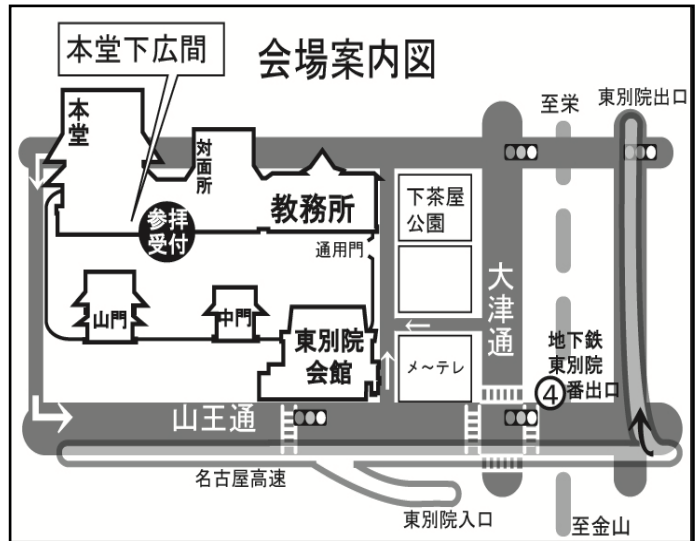 会場案内図
本堂下広間
至栄
東別院出口
本堂
対面所
教務所
参拝
受付
通用門
下茶屋
公園
大津通
山門
中門
東別院
会館
メ〜テレ
地下鉄
東別院
④番出口
山王通
名古屋高速
東別院入口
至金山